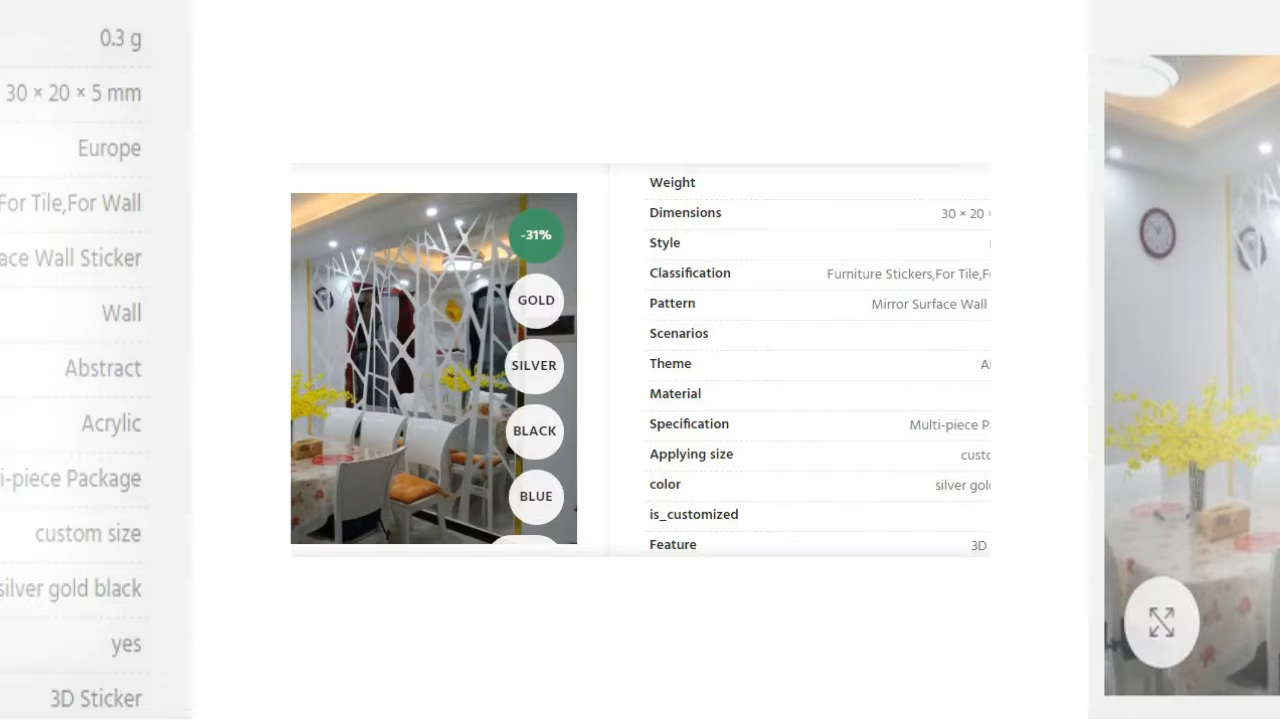 0.3 g
30 × 20 × 5 mm
Europe
For Tile,For Wall
ace Wall Sticker
Wall
Abstract
Acrylic
i-piece Package
custom size
silver gold black
yes
3D Sticker
-31%
GOLD
SILVER
BLACK
BLUE
Weight
Dimensions 30 × 20
Style
Classification Furniture Stickers,For Tile,F
Pattern Mirror Surface Wall
Scenarios
Theme A
Material
Specification Multi-piece P
Applying size custo
color silver gol
is_customized
Feature 3D